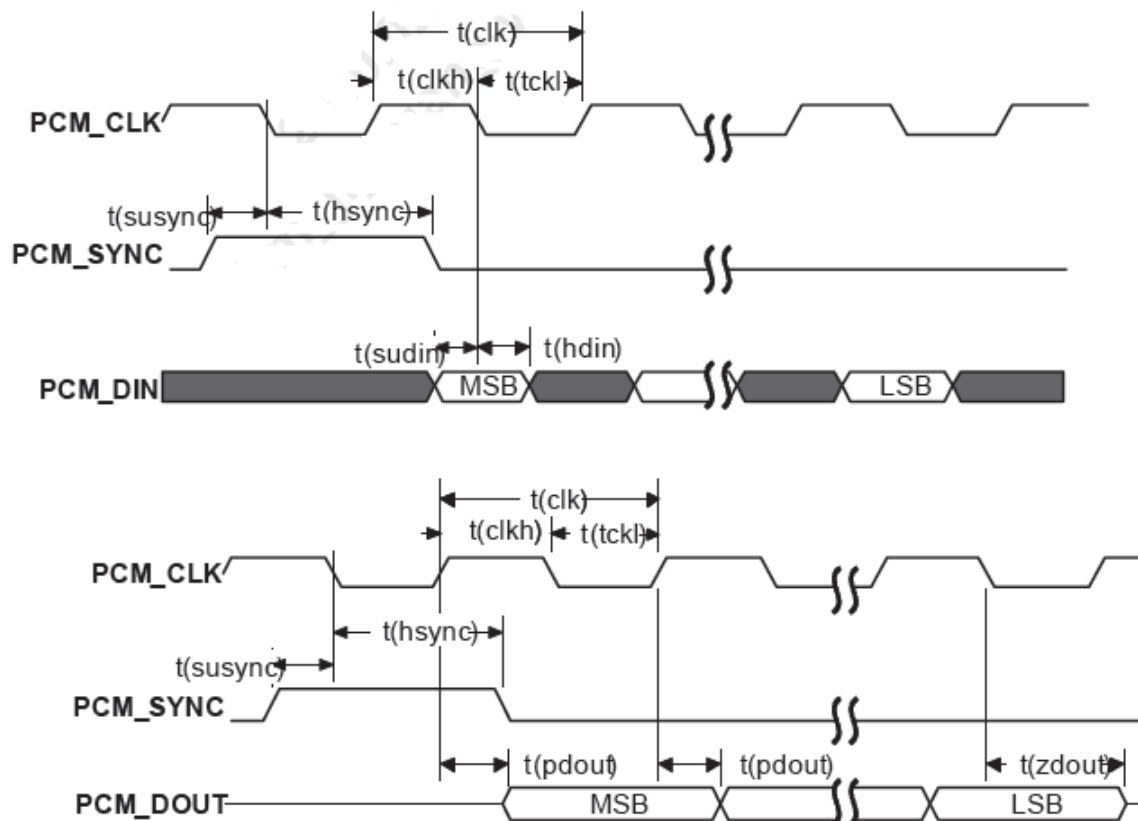 t(clk)
t(clkh) t(tckl)
PCM_CLK
t(susync) t(hsync)
PCM_SYNC
t(sudin) t(hdin)
PCM_DIN MSB LSB
t(clk)
t(clkh) t(tckl)
PCM_CLK
t(hsync)
t(susync)
PCM_SYNC
t(pdout) t(pdout) t(zdout)
PCM_DOUT MSB LSB